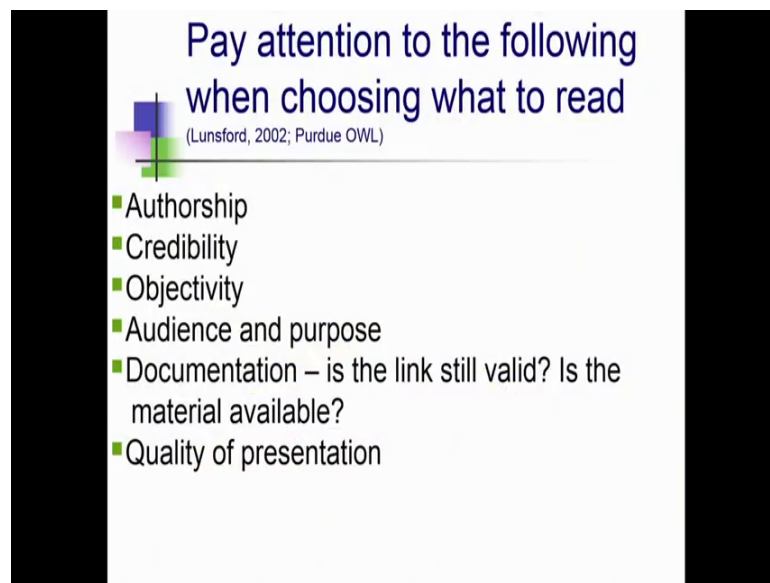 Pay attention to the following
when choosing what to read
(Lunsford, 2002; Purdue OWL)
Authorship
Credibility
Objectivity
Audience and purpose
Documentation – is the link still valid? Is the
material available?
Quality of presentation